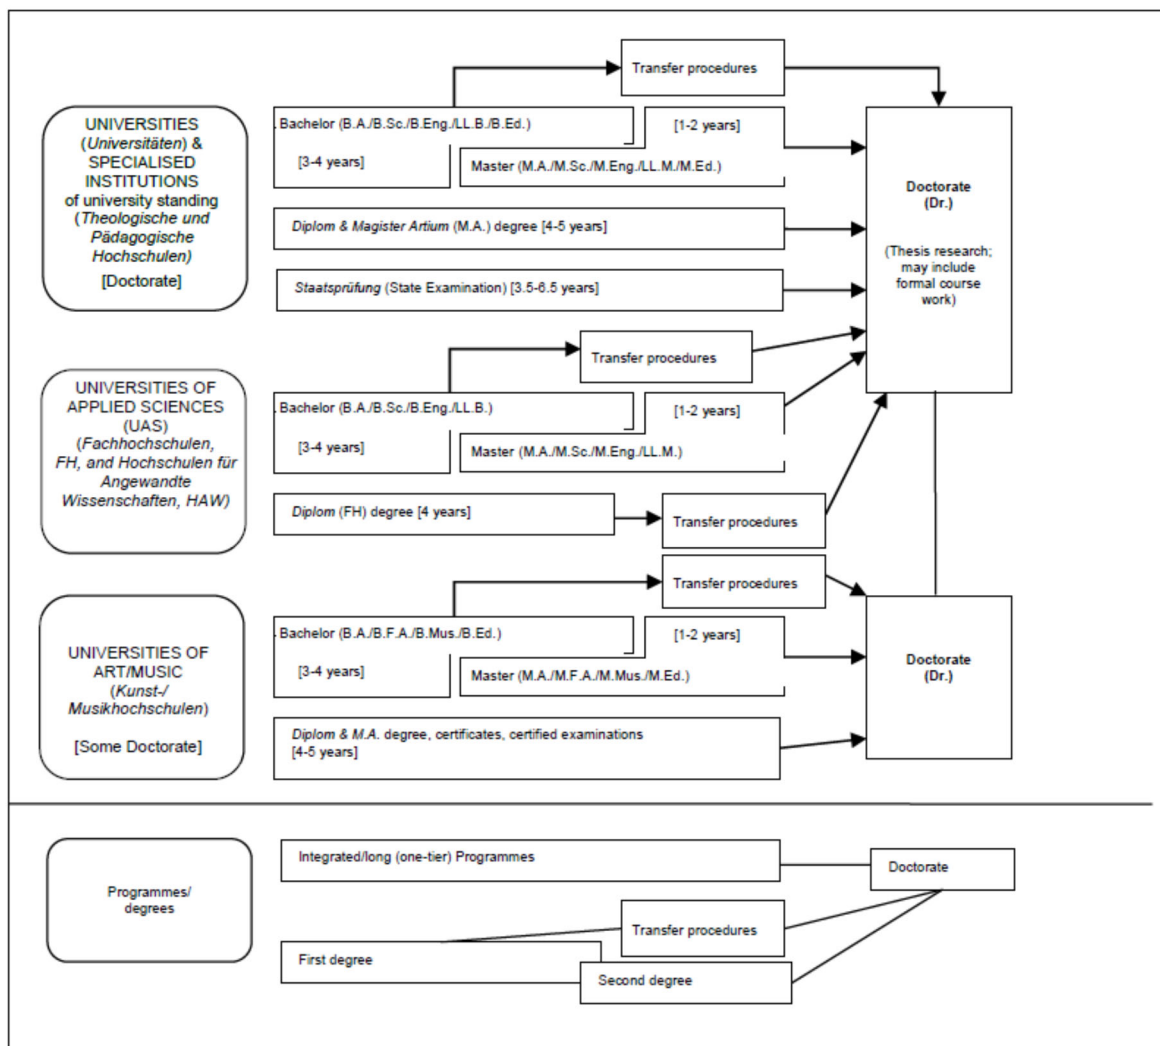 Transfer procedures
UNIVERSITIES
(Universitäten) &
SPECIALISED
INSTITUTIONS
of university standing
(Theologische und
Pädagogische
Hochschulen)
[Doctorate]
Bachelor (B.A./B.Sc./B.Eng./LL.B./B.Ed.)
[3-4 years]
[1-2 years]
Master (M.A./M.Sc./M.Eng./LL.M./M.Ed.)
Diplom & Magister Artium (M.A.) degree [4-5 years]
Staatsprüfung (State Examination) [3.5-6.5 years]
Doctorate
(Dr.)
(Thesis research;
may include
formal course
work)
Transfer procedures
UNIVERSITIES OF
APPLIED SCIENCES
(UAS)
(Fachhochschulen,
FH, and Hochschulen für
Angewandte
Wissenschaften, HAW)
Bachelor (B.A./B.Sc./B.Eng./LL.B.)
[3-4 years]
[1-2 years]
Master (M.A./M.Sc./M.Eng./LL.M.)
Diplom (FH) degree [4 years]
Transfer procedures
Transfer procedures
UNIVERSITIES OF
ART/MUSIC
(Kunst-/
Musikhochschulen)
[Some Doctorate]
Bachelor (B.A./B.F.A./B.Mus./B.Ed.)
[3-4 years]
[1-2 years]
Master (M.A./M.F.A./M.Mus./M.Ed.)
Diplom & M.A. degree, certificates, certified examinations
[4-5 years]
Doctorate
(Dr.)
Programmes/
degrees
Integrated/long (one-tier) Programmes
Doctorate
Transfer procedures
First degree
Second degree